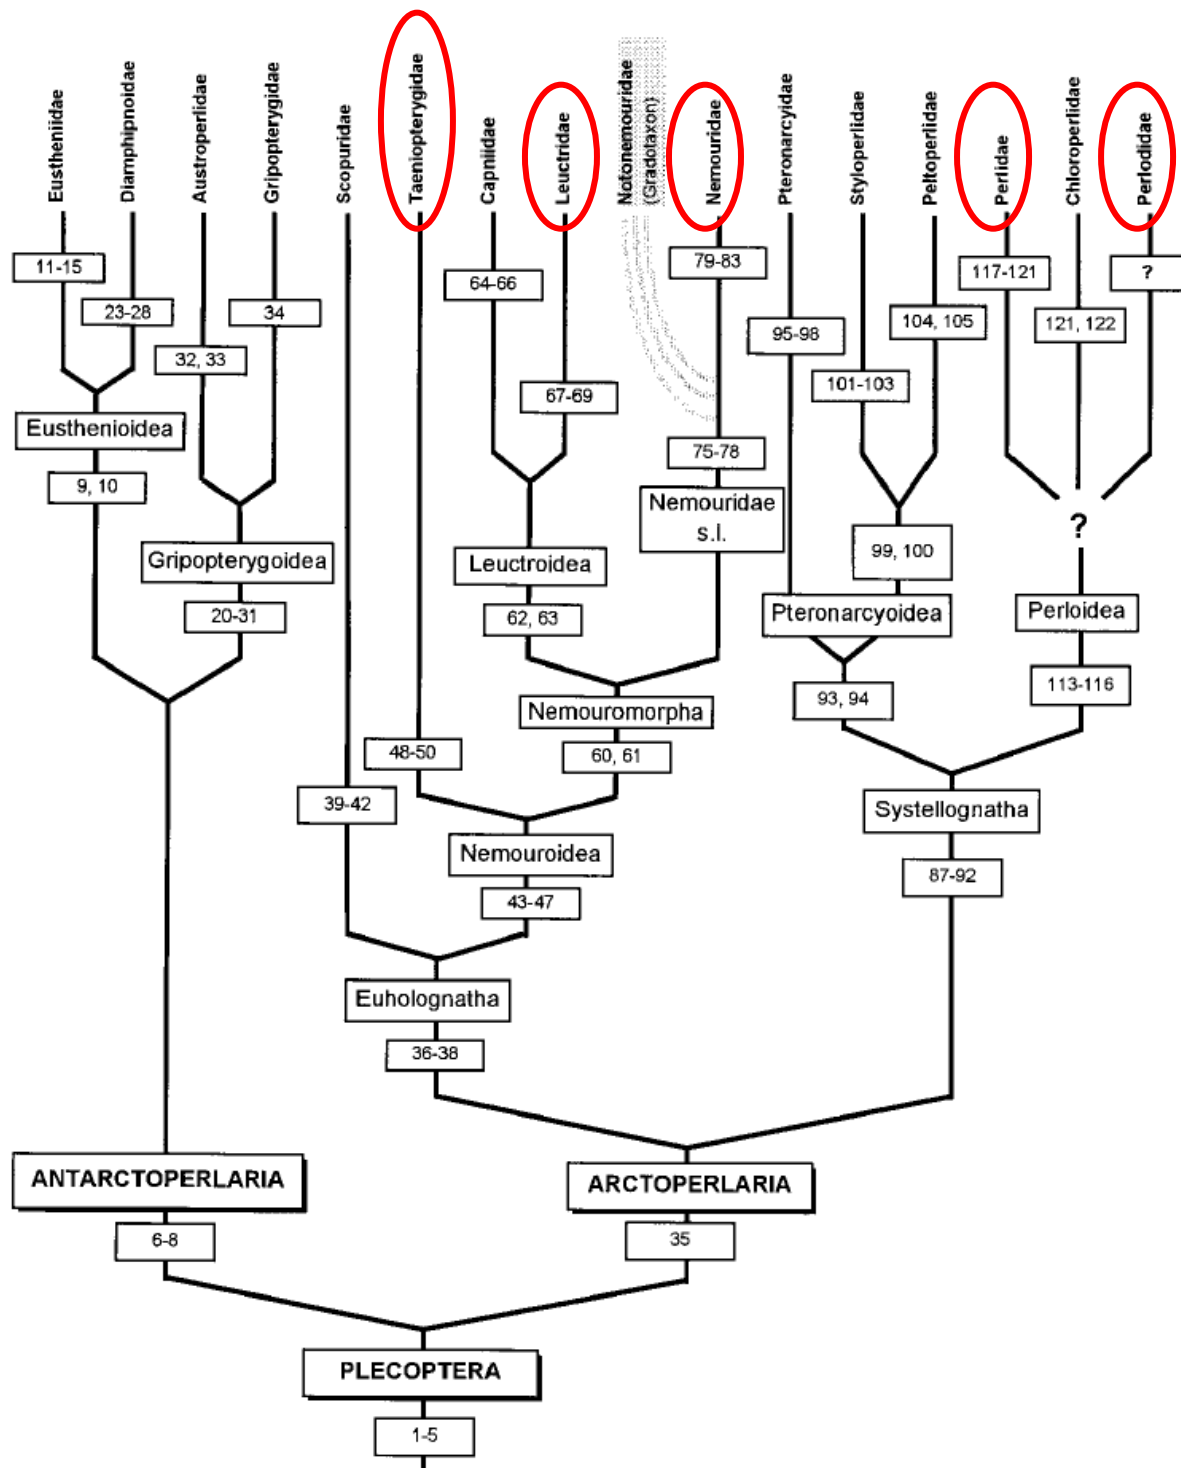 Eustheniidae
Diamphipnoidae
Austroperlidae
Gripopterygidae
Scopuridae
Taeniopterygidae
Capniidae
Leuctridae
Notonemouridae
(Gradotaxon)
Nemouridae
Pteronarcyidae
Styloperlidae
Peltoperlidae
Perlidae
Chloroperlidae
Perlodidae
11-15
23-28
32, 33
34
64-66
67-69
79-83
95-98
101-103
104, 105
117-121
121, 122
?
Eusthenioidea
9, 10
75-78
Nemouridae
s.l.
?
Gripopterygoidea
20-31
Leuctroidea
62, 63
99, 100
Pteronarcyoidea
Perloidea
93, 94
113-116
Nemouromorpha
48-50
60, 61
39-42
Systellognatha
Nemouroidea
87-92
43-47
Euholognatha
36-38
ANTARCTOPERLARIA
ARCTOPERLARIA
6-8
35
PLECOPTERA
1-5